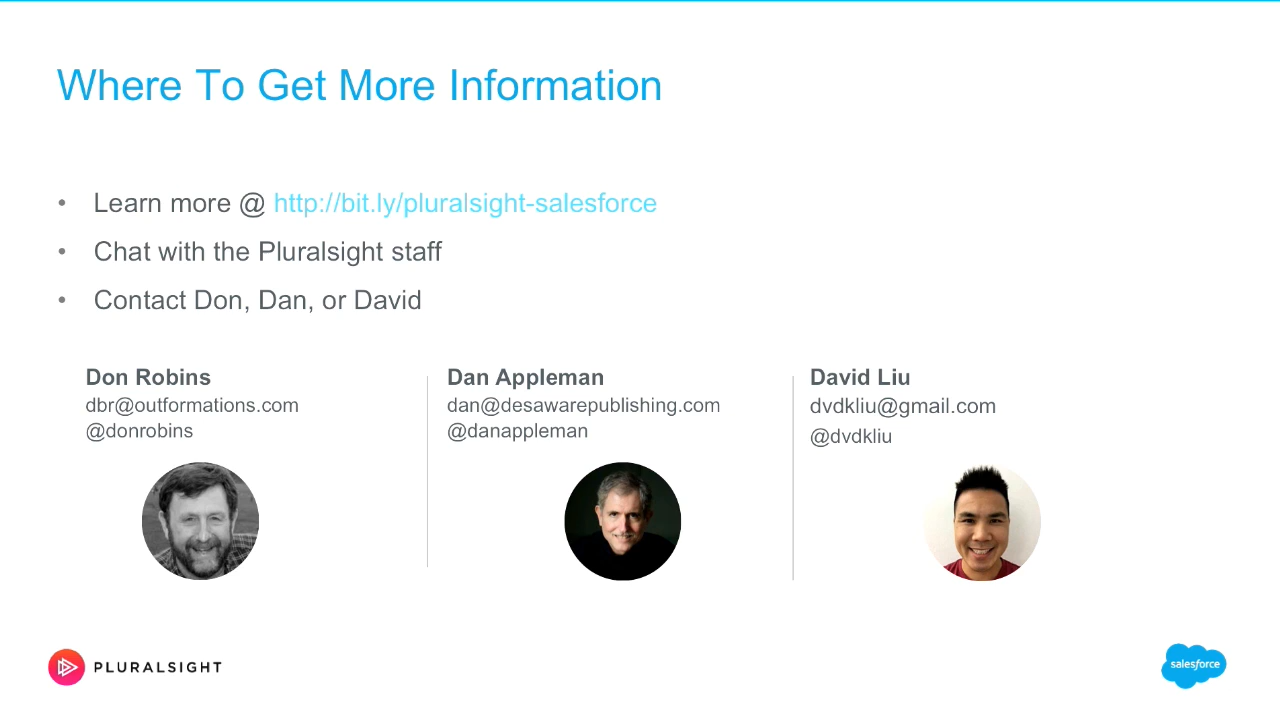 Where To Get More Information
• Learn more @ http://bit.ly/pluralsight-salesforce
• Chat with the Pluralsight staff
• Contact Don, Dan, or David
Don Robins
dbr@outformations.com
@donrobins
Dan Appleman
dan@desawarepublishing.com
@danappleman
David Liu
dvdkliu@gmail.com
@dvdkliu
PLURALSIGHT
salesforce